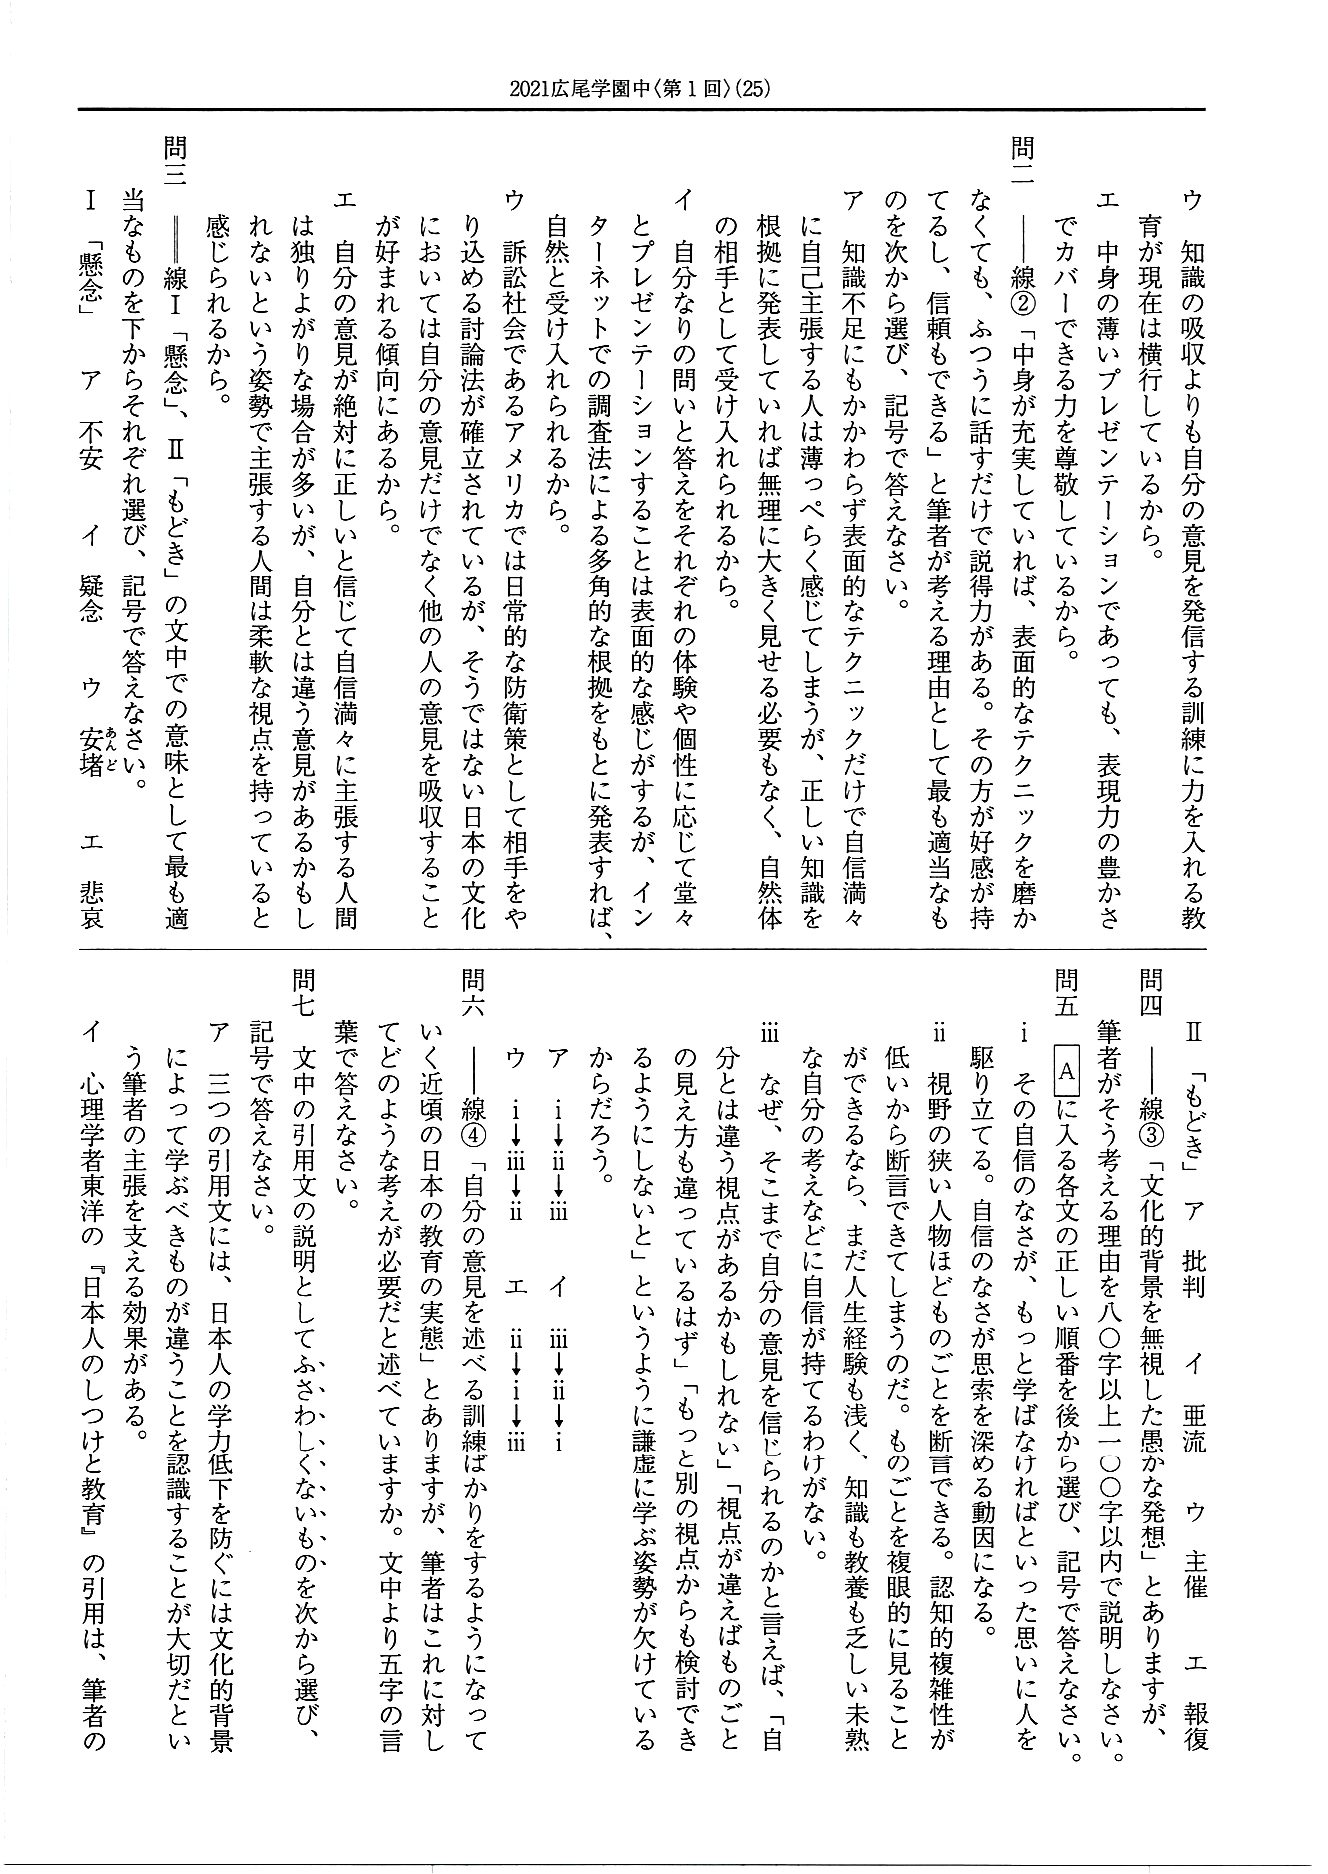 2021広尾学園中〈第1回〉(25)
ウ　知識の吸収よりも自分の意見を発信する訓練に力を入れる教
育が現在は横行しているから。
エ　中身の薄いプレゼンテーションであっても、表現力の豊かさ
でカバーできる力を尊敬しているから。
問二　――線②「中身が充実していれば、表面的なテクニックを磨か
なくても、ふつうに話すだけで説得力がある。その方が好感が持
てるし、信頼もできる」と筆者が考える理由として最も適当なも
のを次から選び、記号で答えなさい。
ア　知識不足にもかかわらず表面的なテクニックだけで自信満々
に自己主張する人は薄っぺらく感じてしまうが、正しい知識を
根拠に発表していれば無理に大きく見せる必要もなく、自然体
の相手として受け入れられるから。
イ　自分なりの問いと答えをそれぞれの体験や個性に応じて堂々
とプレゼンテーションすることは表面的な感じがするが、イン
ターネットでの調査法による多角的な根拠をもとに発表すれば、
自然と受け入れられるから。
ウ　訴訟社会であるアメリカでは日常的な防衛策として相手をや
り込める討論法が確立されているが、そうではない日本の文化
においては自分の意見だけでなく他の人の意見を吸収すること
が好まれる傾向にあるから。
エ　自分の意見が絶対に正しいと信じて自信満々に主張する人間
は独りよがりな場合が多いが、自分とは違う意見があるかもし
れないという姿勢で主張する人間は柔軟な視点を持っていると
感じられるから。
問三　＝＝線Ⅰ「懸念」、Ⅱ「もどき」の文中での意味として最も適
当なものを下からそれぞれ選び、記号で答えなさい。
Ⅰ　「懸念」　ア　不安　イ　疑念　ウ　安堵　エ　悲哀
あんど
Ⅱ　「もどき」　ア　批判　イ　亜流　ウ　主催　エ　報復
問四　――線③「文化的背景を無視した愚かな発想」とありますが、
筆者がそう考える理由を八〇字以上一〇〇字以内で説明しなさい。
問五　Aに入る各文の正しい順番を後から選び、記号で答えなさい。
ⅰ　その自信のなさが、もっと学ばなければといった思いに人を
駆り立てる。自信のなさが思索を深める動因になる。
ⅱ　視野の狭い人物ほどものごとを断言できる。認知的複雑性が
低いから断言できてしまうのだ。ものごとを複眼的に見ること
ができるなら、まだ人生経験も浅く、知識も教養も乏しい未熟
な自分の考えなどに自信が持てるわけがない。
ⅲ　なぜ、そこまで自分の意見を信じられるのかと言えば、「自
分とは違う視点があるかもしれない」「視点が違えばものごと
の見え方も違っているはず」「もっと別の視点からも検討でき
るようにしないと」というように謙虚に学ぶ姿勢が欠けている
からだろう。
ア　ⅰ→ⅱ→ⅲ　イ　ⅲ→ⅱ→ⅰ
ウ　ⅰ→ⅲ→ⅱ　エ　ⅱ→ⅰ→ⅲ
問六　――線④「自分の意見を述べる訓練ばかりをするようになって
いく近頃の日本の教育の実態」とありますが、筆者はこれに対し
てどのような考えが必要だと述べていますか。文中より五字の言
葉で答えなさい。
問七　文中の引用文の説明としてふさわしくないものを次から選び、
記号で答えなさい。
ア　三つの引用文には、日本人の学力低下を防ぐには文化的背景
によって学ぶべきものが違うことを認識することが大切だとい
う筆者の主張を支える効果がある。
イ　心理学者東洋の『日本人のしつけと教育』の引用は、筆者の